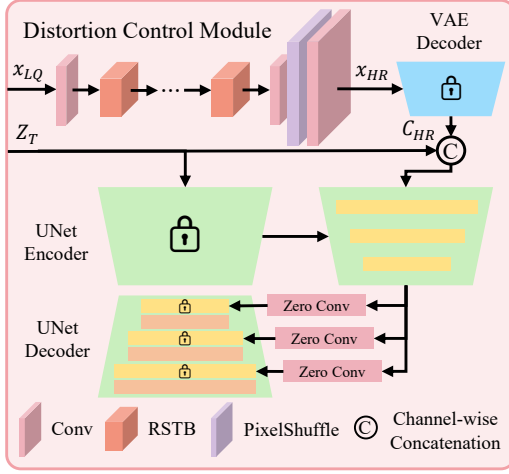 Distortion Control Module
VAE
Decoder
x_LQ
...
x_HR
C_HR
Z_T
C
UNet
Encoder
UNet
Decoder
Zero Conv
Zero Conv
Zero Conv
Conv
RSTB
PixelShuffle
C
Channel-wise
Concatenation